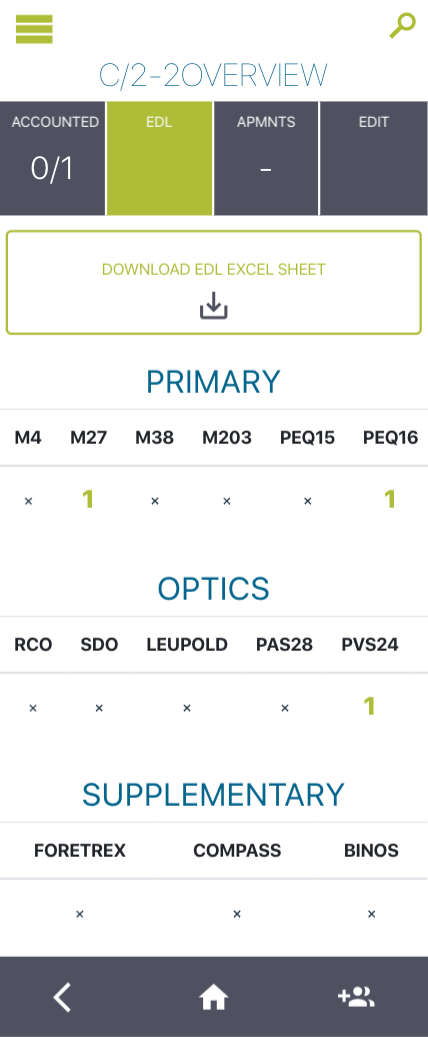 C/2-2OVERVIEW
ACCOUNTED EDL APMNTS EDIT
0/1 -
DOWNLOAD EDL EXCEL SHEET
PRIMARY
M4 M27 M38 M203 PEQ15 PEQ16
× 1 × × × 1
OPTICS
RCO SDO LEUPOLD PAS28 PVS24
× × × × 1
SUPPLEMENTARY
FORETREX COMPASS BINOS
× × ×